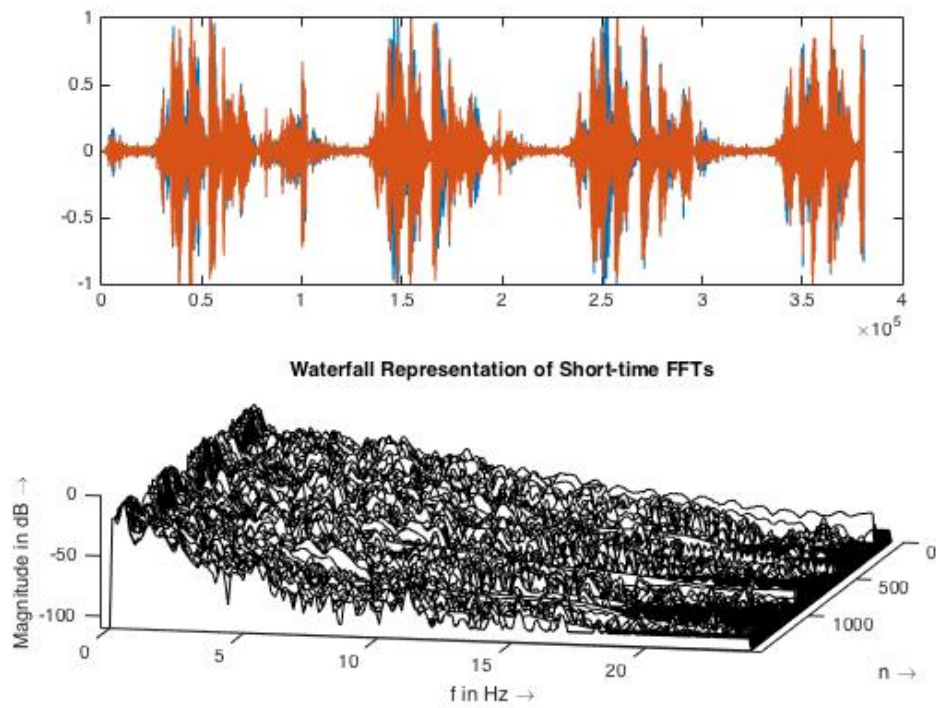 1
0.5
0
-0.5
-1
0 0.5 1 1.5 2 2.5 3 3.5 4
×10⁵
Waterfall Representation of Short-time FFTs
Magnitude in dB →
0
-50
-100
0 5 10 15 20
f in Hz →
0
500
1000
n →